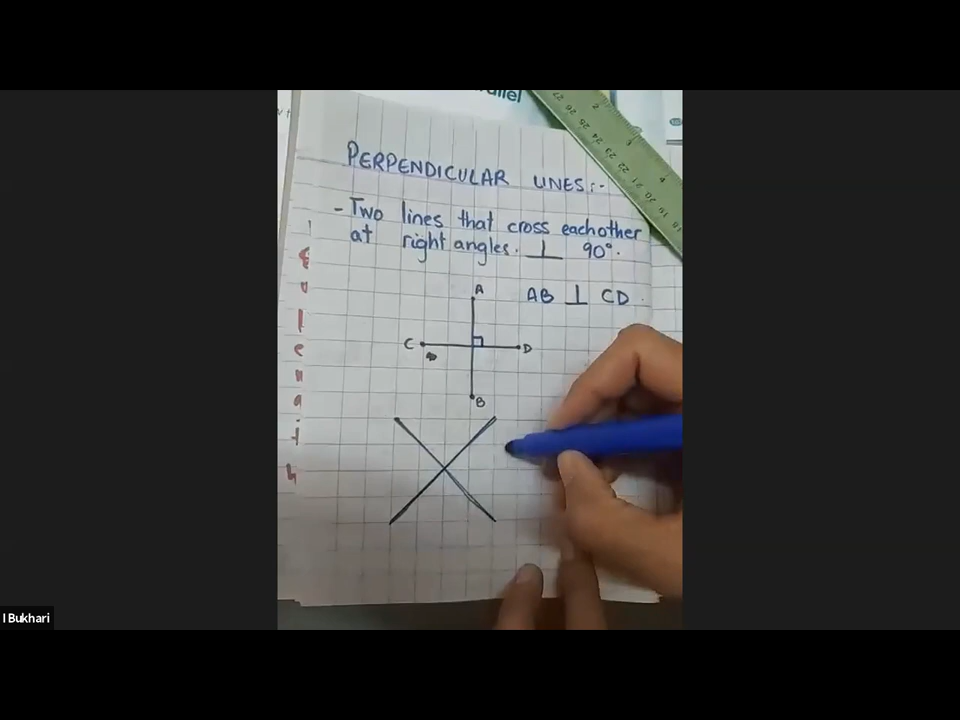 PERPENDICULAR LINES:-
- Two lines that cross eachother
at right angles. ⊥ 90°.
A
AB ⊥ CD.
C
D
B
I Bukhari